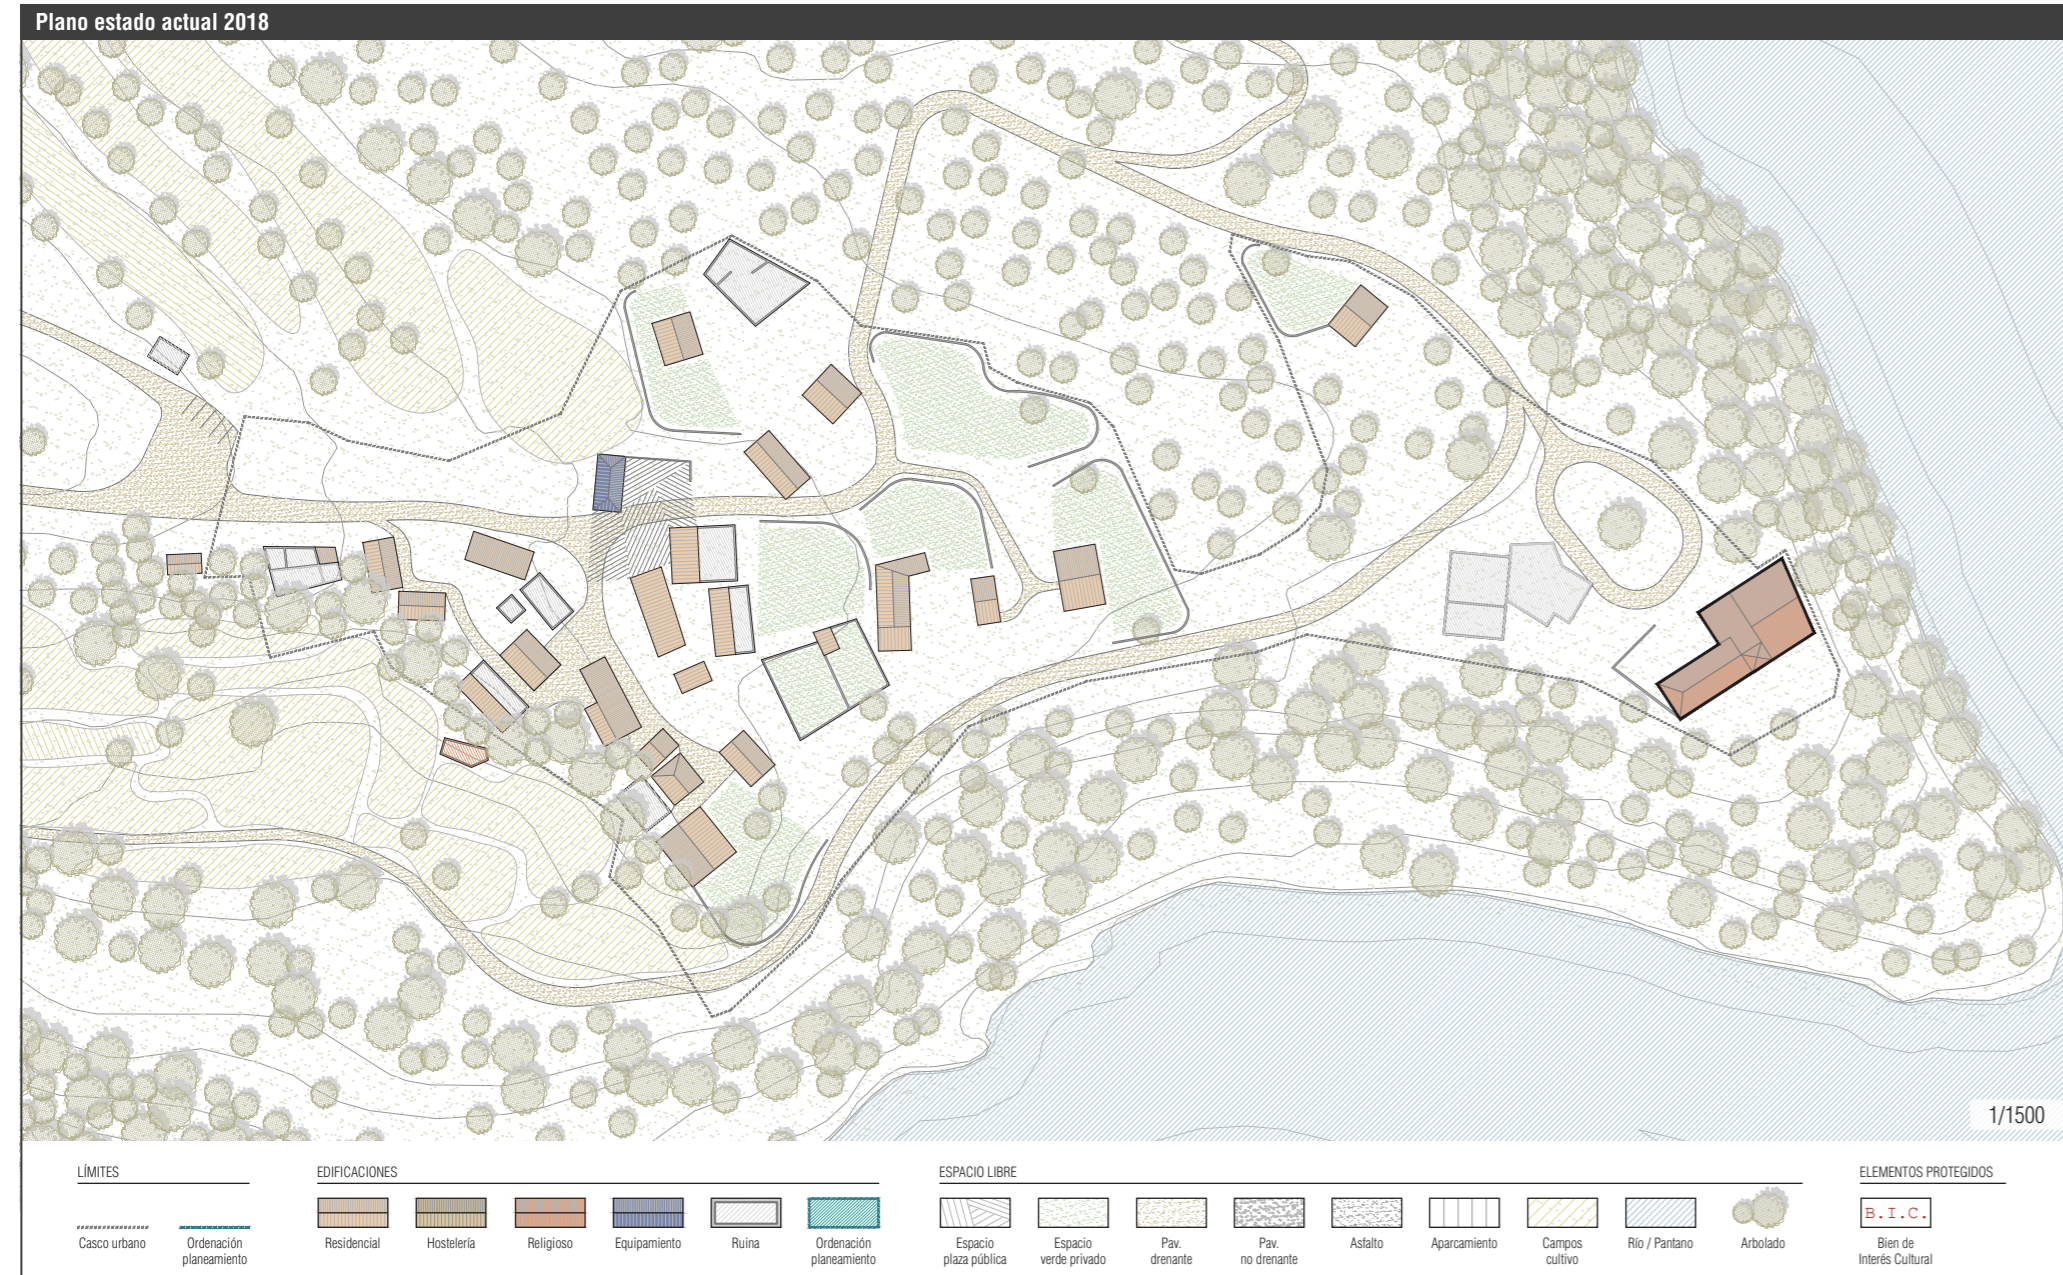 Plano estado actual 2018
1/1500
LÍMITES
Casco urbano
Ordenación
planeamiento
EDIFICACIONES
Residencial
Hostelería
Religioso
Equipamiento
Ruina
Ordenación
planeamiento
ESPACIO LIBRE
Espacio
plaza pública
Espacio
verde privado
Pav.
drenante
Pav.
no drenante
Asfalto
Aparcamiento
Campos
cultivo
Río / Pantano
Arbolado
ELEMENTOS PROTEGIDOS
B.I.C.
Bien de
Interés Cultural